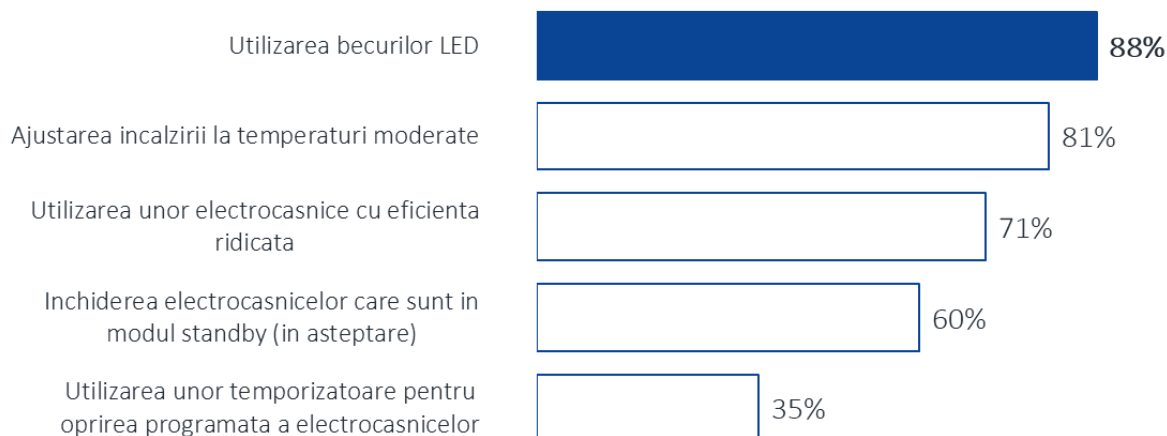 Utilizarea becurilor LED
88%
Ajustarea incalzirii la temperaturi moderate
81%
Utilizarea unor electrocasnice cu eficienta
ridicata
71%
Inchiderea electrocasnicelor care sunt in
modul standby (in asteptare)
60%
Utilizarea unor temporizatoare pentru
oprirea programata a electrocasnicelor
35%